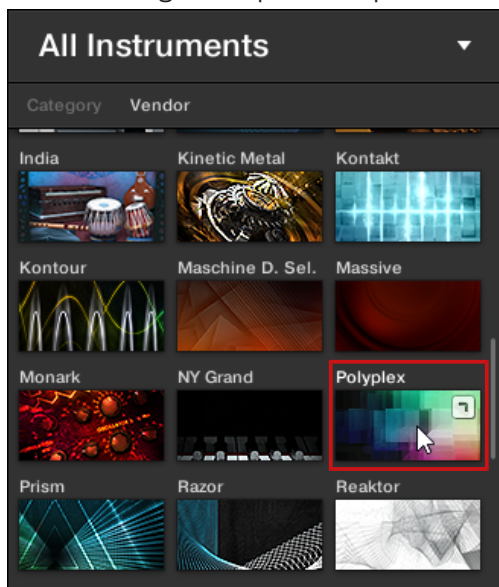 All Instruments
Category Vendor
India Kinetic Metal Kontakt
Kontour Maschine D. Sel. Massive
Monark NY Grand Polyplex
Prism Razor Reaktor